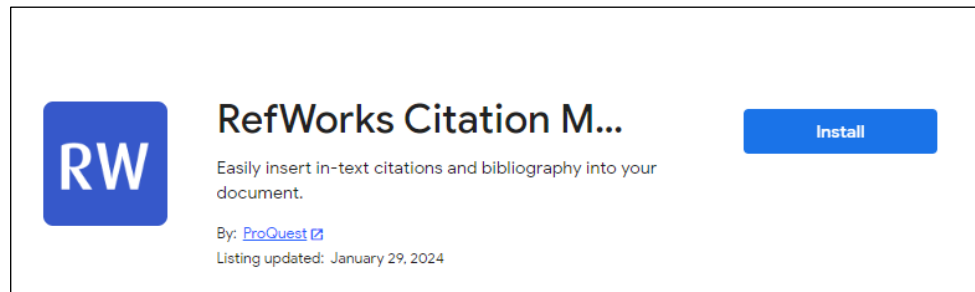 RW
RefWorks Citation M...
Install
Easily insert in-text citations and bibliography into your
document.
By: ProQuest
Listing updated: January 29, 2024